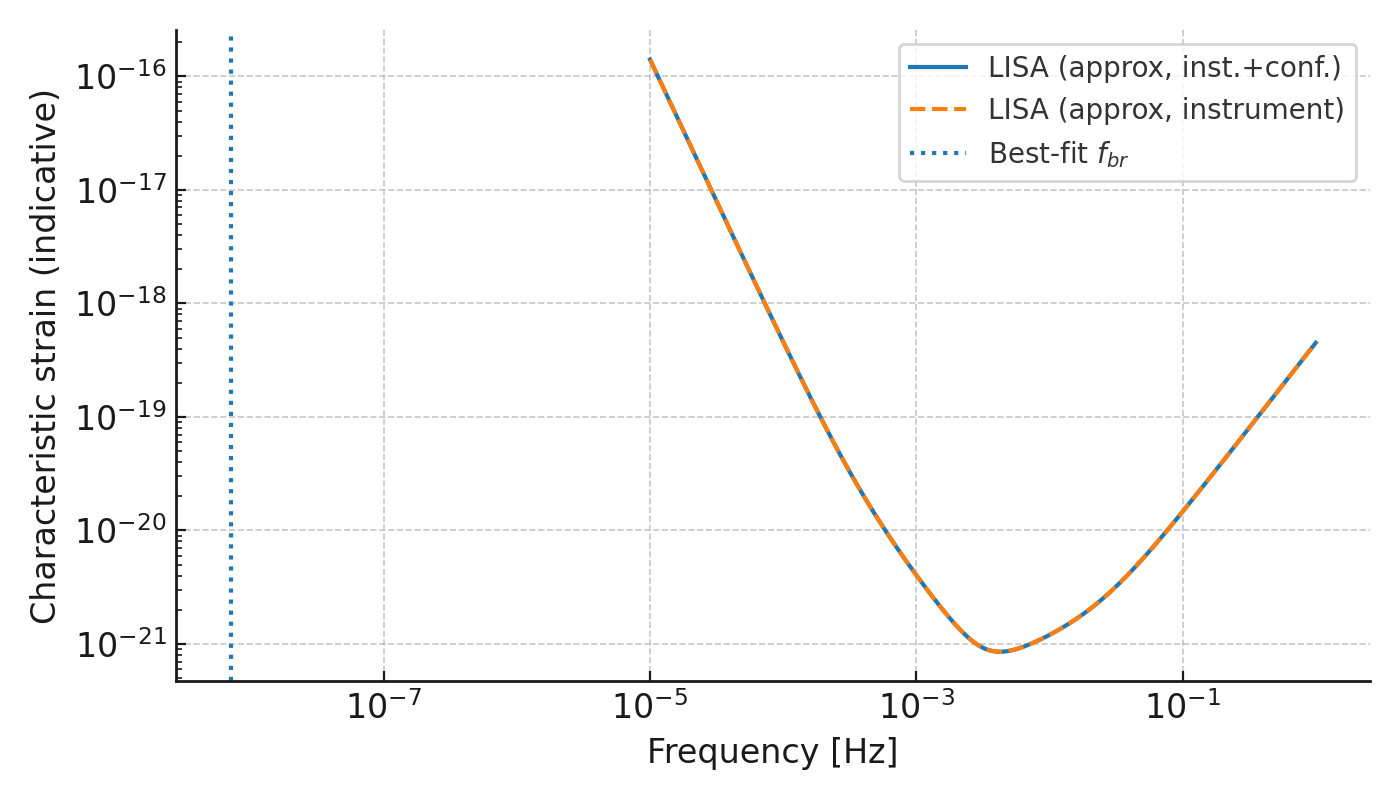 LISA (approx, inst.+conf.)
LISA (approx, instrument)
Best-fit f_br
Characteristic strain (indicative)
10⁻¹⁶
10⁻¹⁷
10⁻¹⁸
10⁻¹⁹
10⁻²⁰
10⁻²¹
10⁻⁷ 10⁻⁵ 10⁻³ 10⁻¹
Frequency [Hz]